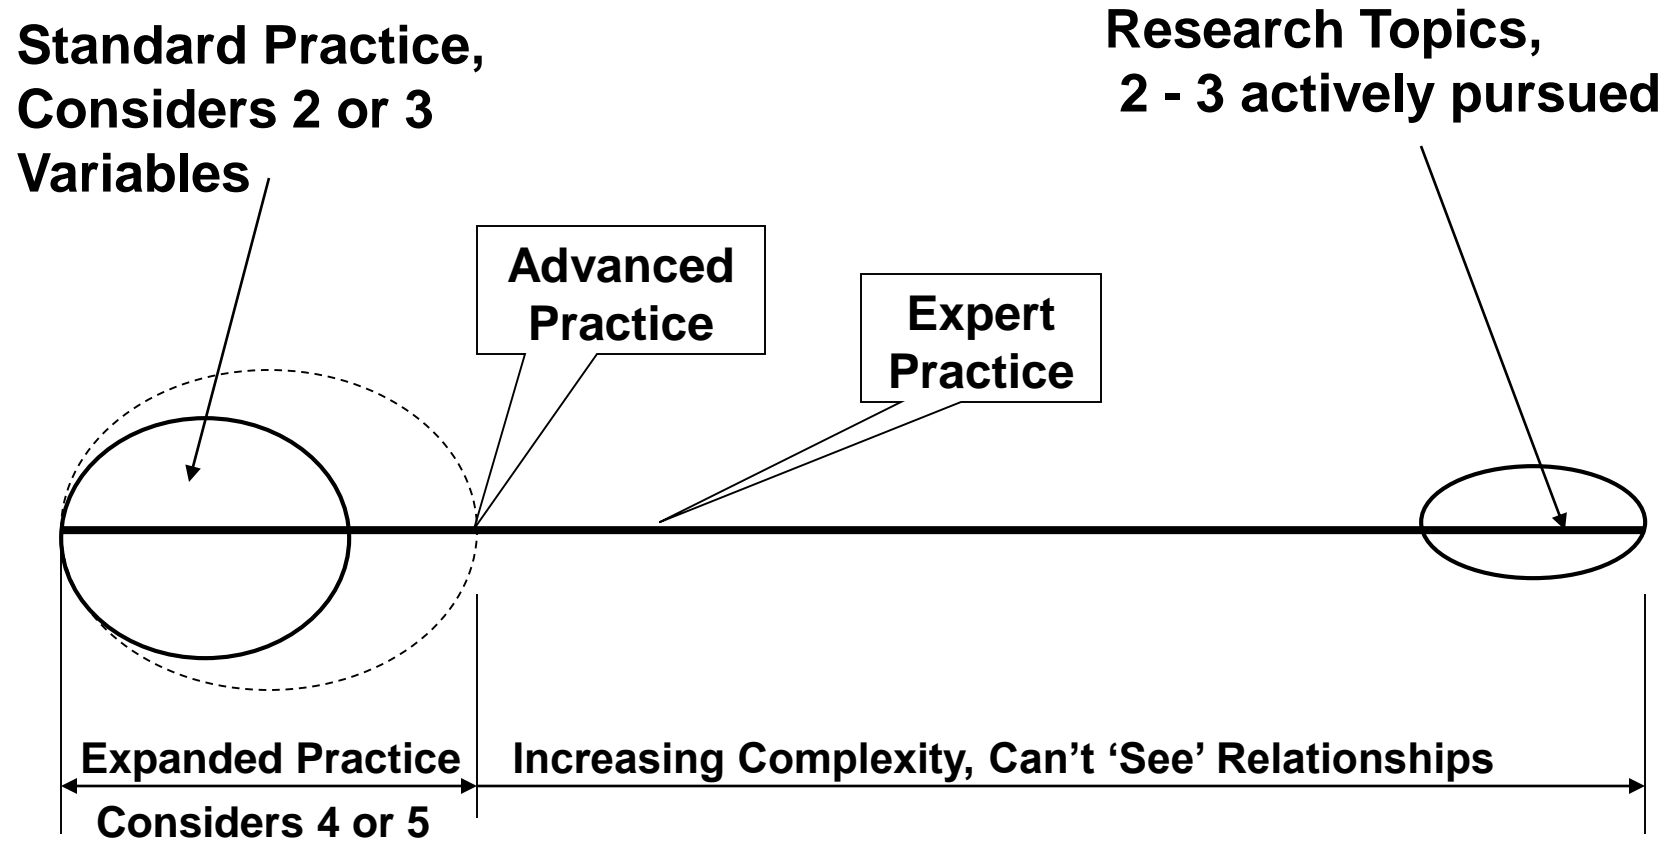 Standard Practice,
Considers 2 or 3
Variables
Research Topics,
2 - 3 actively pursued
Advanced
Practice
Expert
Practice
Expanded Practice
Considers 4 or 5
Increasing Complexity, Can’t ‘See’ Relationships